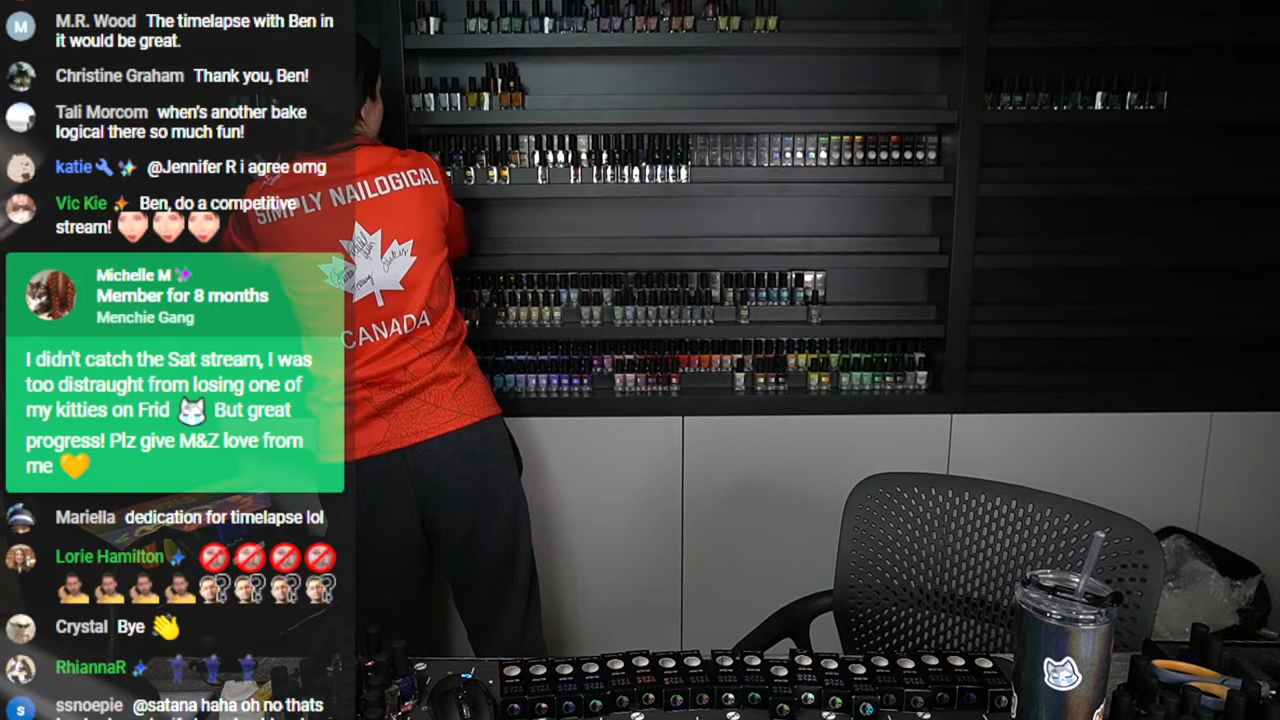 M.R. Wood The timelapse with Ben in
it would be great.
Christine Graham Thank you, Ben!
Tali Morcom when's another bake
logical there so much fun!
katie @Jennifer R i agree omg
Vic Kie Ben, do a competitive
stream!
Michelle M
Member for 8 months
Menchie Gang
I didn't catch the Sat stream, I was
too distraught from losing one of
my kitties on Frid But great
progress! Plz give M&Z love from
me
Mariella dedication for timelapse lol
Lorie Hamilton
Crystal Bye
RhiannaR
ssnoepie @satana haha oh no thats
SIMPLY NAILOGICAL
CANADA